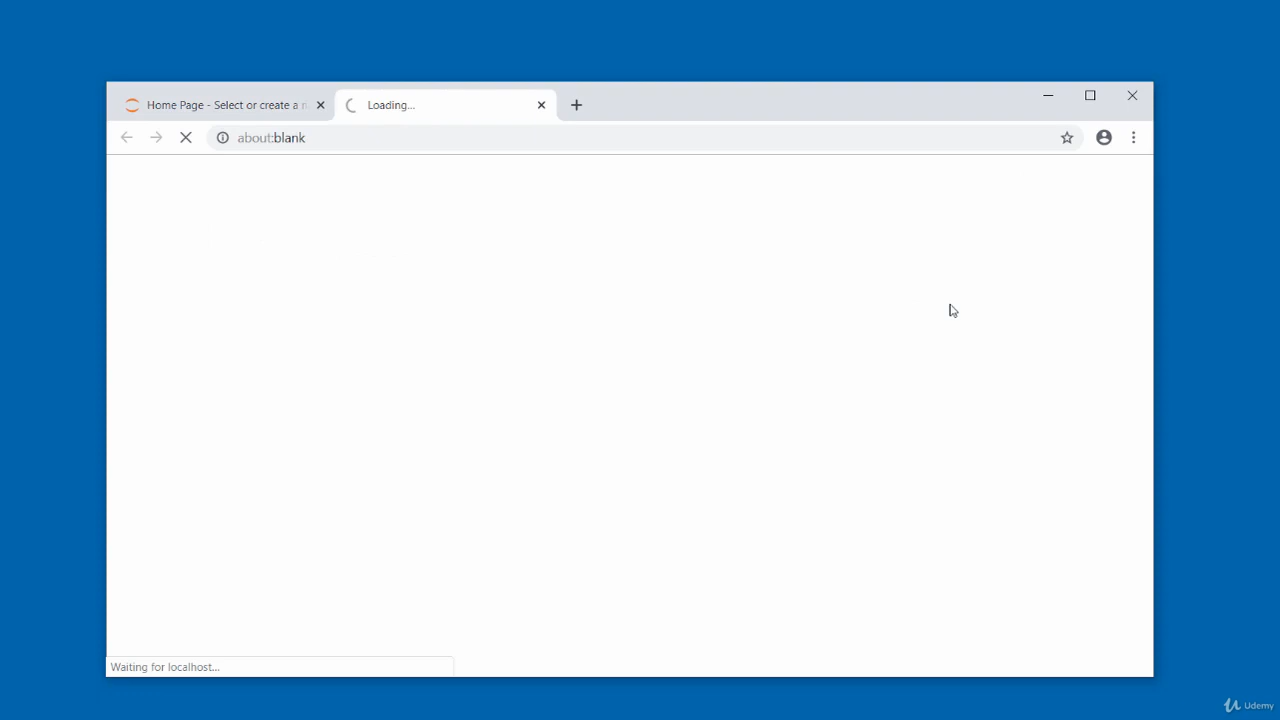 Home Page - Select or create a n
Loading...
about:blank
Waiting for localhost...
Udemy